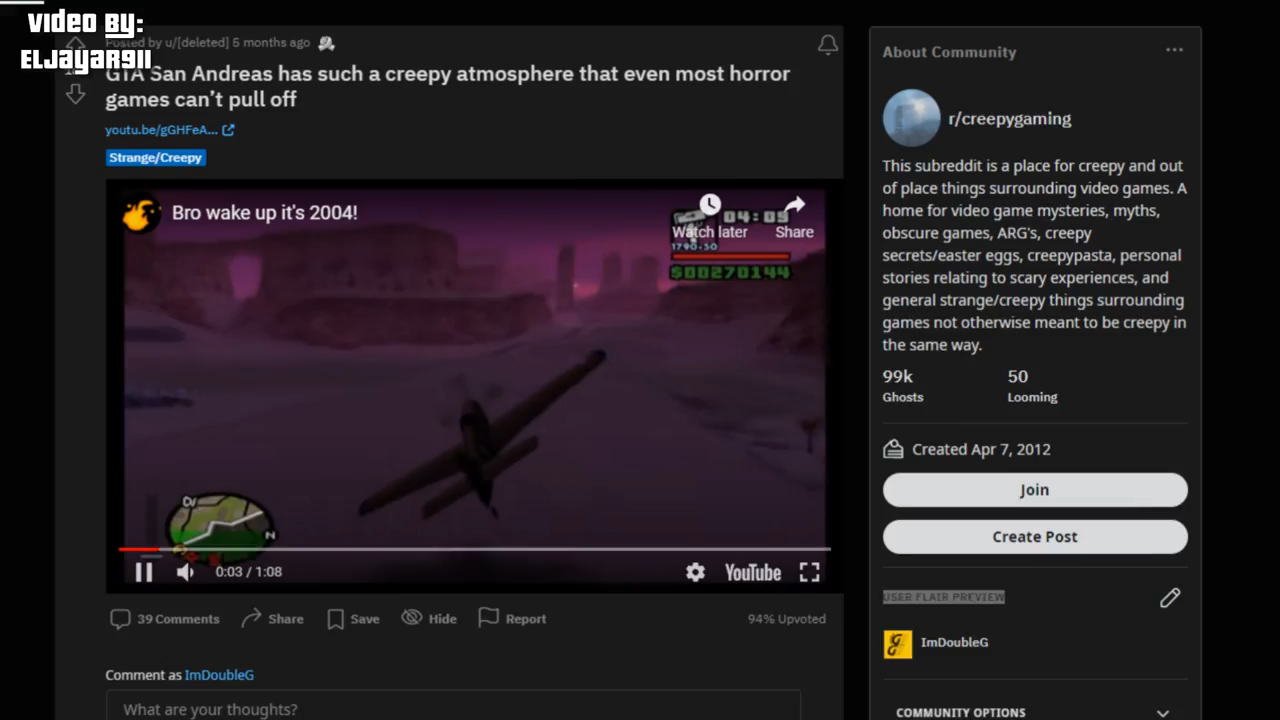 VIDEO BY:
ELJAYAR911
Posted by u/[deleted] 5 months ago
GTA San Andreas has such a creepy atmosphere that even most horror
games can’t pull off
youtu.be/gGHFeA...
Strange/Creepy
Bro wake up it's 2004!
04:09
Watch later
Share
1790-50
$00270144
N
0:03 / 1:08
YouTube
39 Comments
Share
Save
Hide
Report
94% Upvoted
Comment as ImDoubleG
What are your thoughts?
About Community
r/creepygaming
This subreddit is a place for creepy and out
of place things surrounding video games. A
home for video game mysteries, myths,
obscure games, ARG's, creepy
secrets/easter eggs, creepypasta, personal
stories relating to scary experiences, and
general strange/creepy things surrounding
games not otherwise meant to be creepy in
the same way.
99k
50
Ghosts
Looming
Created Apr 7, 2012
Join
Create Post
USER FLAIR PREVIEW
ImDoubleG
COMMUNITY OPTIONS